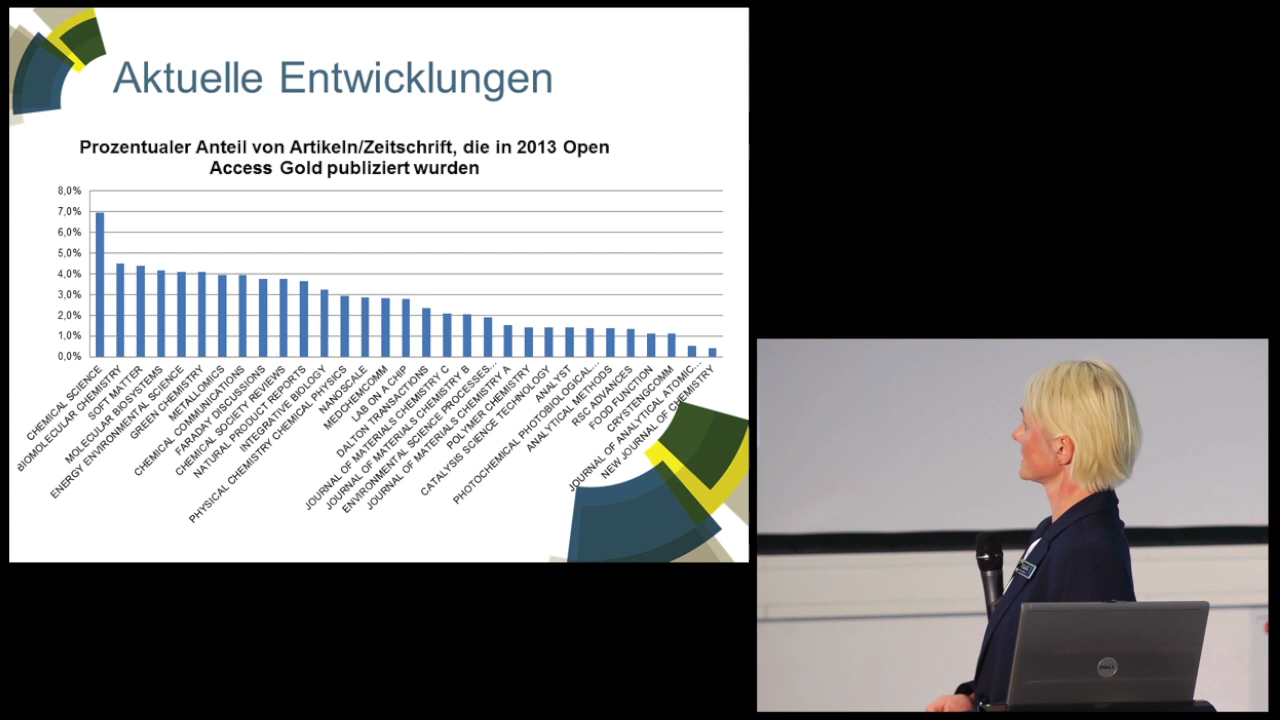 Aktuelle Entwicklungen
Prozentualer Anteil von Artikeln/Zeitschrift, die in 2013 Open
Access Gold publiziert wurden
8,0%
7,0%
6,0%
5,0%
4,0%
3,0%
2,0%
1,0%
0,0%
CHEMICAL SCIENCE
BIOMOLECULAR CHEMISTRY
SOFT MATTER
MOLECULAR BIOSYSTEMS
ENERGY ENVIRONMENTAL SCIENCE
GREEN CHEMISTRY
METALLOMICS
CHEMICAL COMMUNICATIONS
FARADAY DISCUSSIONS
CHEMICAL SOCIETY REVIEWS
NATURAL PRODUCT REPORTS
INTEGRATIVE BIOLOGY
PHYSICAL CHEMISTRY CHEMICAL PHYSICS
NANOSCALE
MEDCHEMCOMM
LAB ON A CHIP
DALTON TRANSACTIONS
JOURNAL OF MATERIALS CHEMISTRY C
JOURNAL OF MATERIALS CHEMISTRY B
ENVIRONMENTAL SCIENCE PROCESSES...
JOURNAL OF MATERIALS CHEMISTRY A
POLYMER CHEMISTRY
CATALYSIS SCIENCE TECHNOLOGY
ANALYST
PHOTOCHEMICAL PHOTOBIOLOGICAL...
ANALYTICAL METHODS
RSC ADVANCES
FOOD FUNCTION
CRYSTENGCOMM
JOURNAL OF ANALYTICAL ATOMIC...
NEW JOURNAL OF CHEMISTRY
DELL